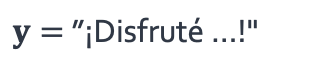 y = "¡Disfruté ...!"